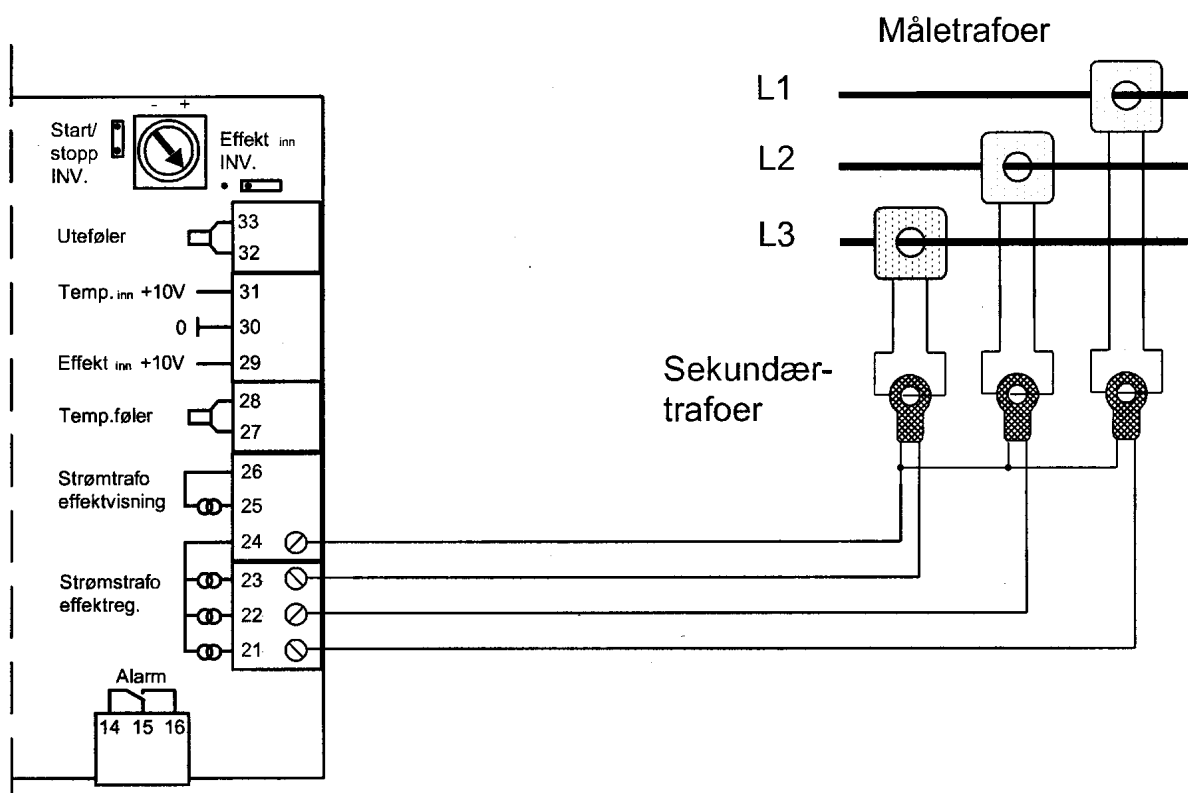 Måletrafoer
L1
L2
L3
- +
Start/
stopp
INV.
Effekt inn
INV.
Uteføler
33
32
Temp. inn +10V
31
0
30
Effekt inn +10V
29
Temp.føler
28
27
Strømtrafo
effektvisning
26
25
24
Strømstrafo
effektreg.
23
22
21
Sekundær-
trafoer
Alarm
14 15 16